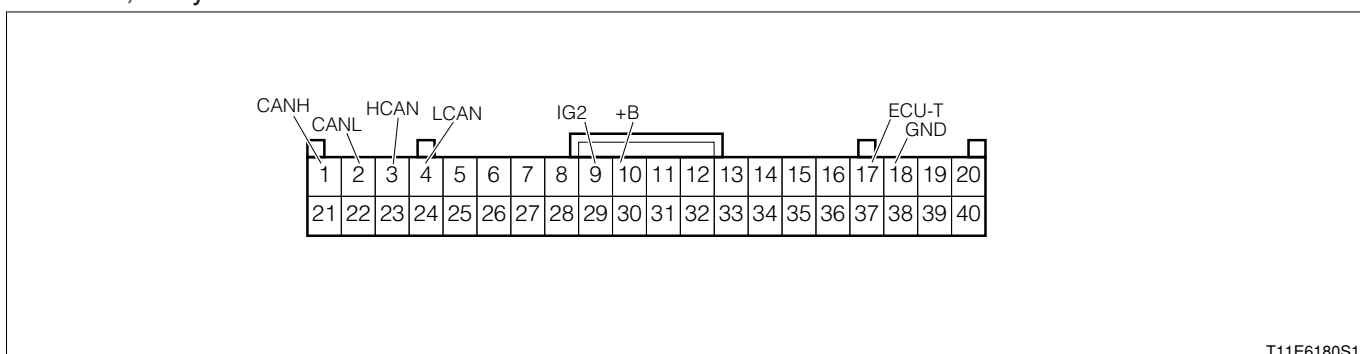 CANH
CANL
HCAN
LCAN
IG2
+B
ECU-T
GND
1 2 3 4 5 6 7 8 9 10 11 12 13 14 15 16 17 18 19 20
21 22 23 24 25 26 27 28 29 30 31 32 33 34 35 36 37 38 39 40
T11F6180S1